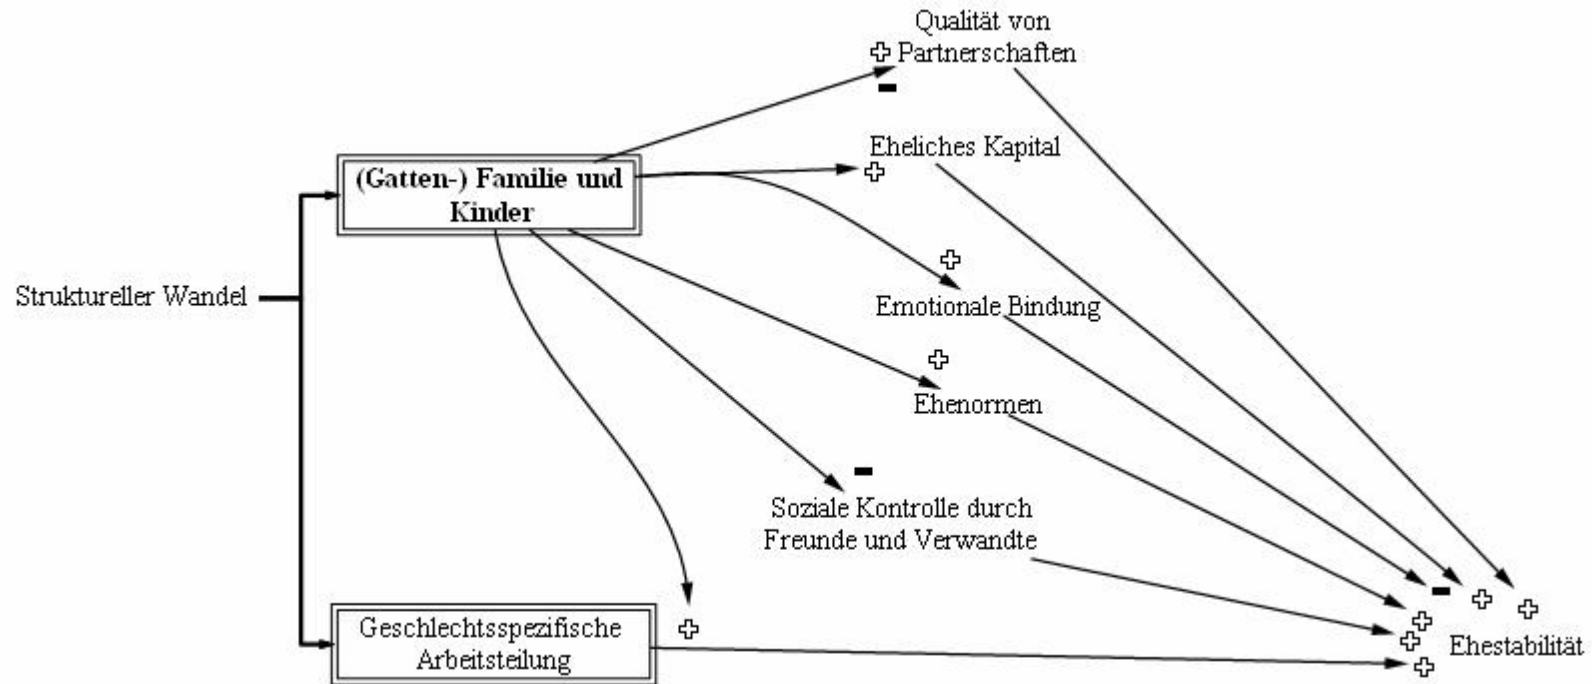 Qualität von
Partnerschaften
Eheliches Kapital
(Gatten-) Familie und
Kinder
Struktureller Wandel
Emotionale Bindung
Ehenormen
Soziale Kontrolle durch
Freunde und Verwandte
Geschlechtsspezifische
Arbeitsteilung
Ehestabilität